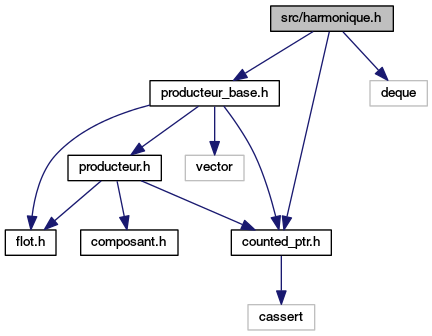 src/harmonique.h
producteur_base.h
deque
producteur.h
vector
flot.h
composant.h
counted_ptr.h
cassert